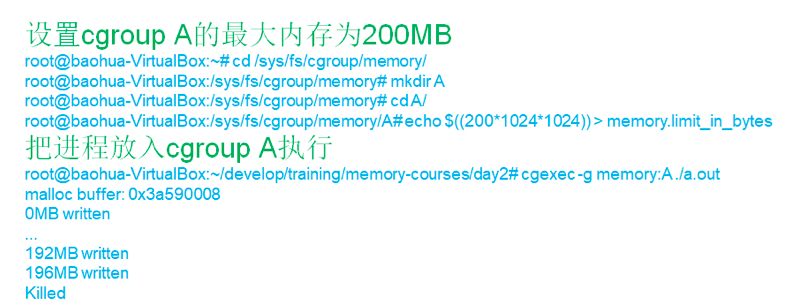 设置cgroup A的最大内存为200MB
root@baohua-VirtualBox:~# cd /sys/fs/cgroup/memory/
root@baohua-VirtualBox:/sys/fs/cgroup/memory# mkdir A
root@baohua-VirtualBox:/sys/fs/cgroup/memory# cd A/
root@baohua-VirtualBox:/sys/fs/cgroup/memory/A# echo $((200*1024*1024)) > memory.limit_in_bytes
把进程放入cgroup A执行
root@baohua-VirtualBox:~/develop/training/memory-courses/day2# cgexec -g memory:A ./a.out
malloc buffer: 0x3a590008
0MB written
...
192MB written
196MB written
Killed